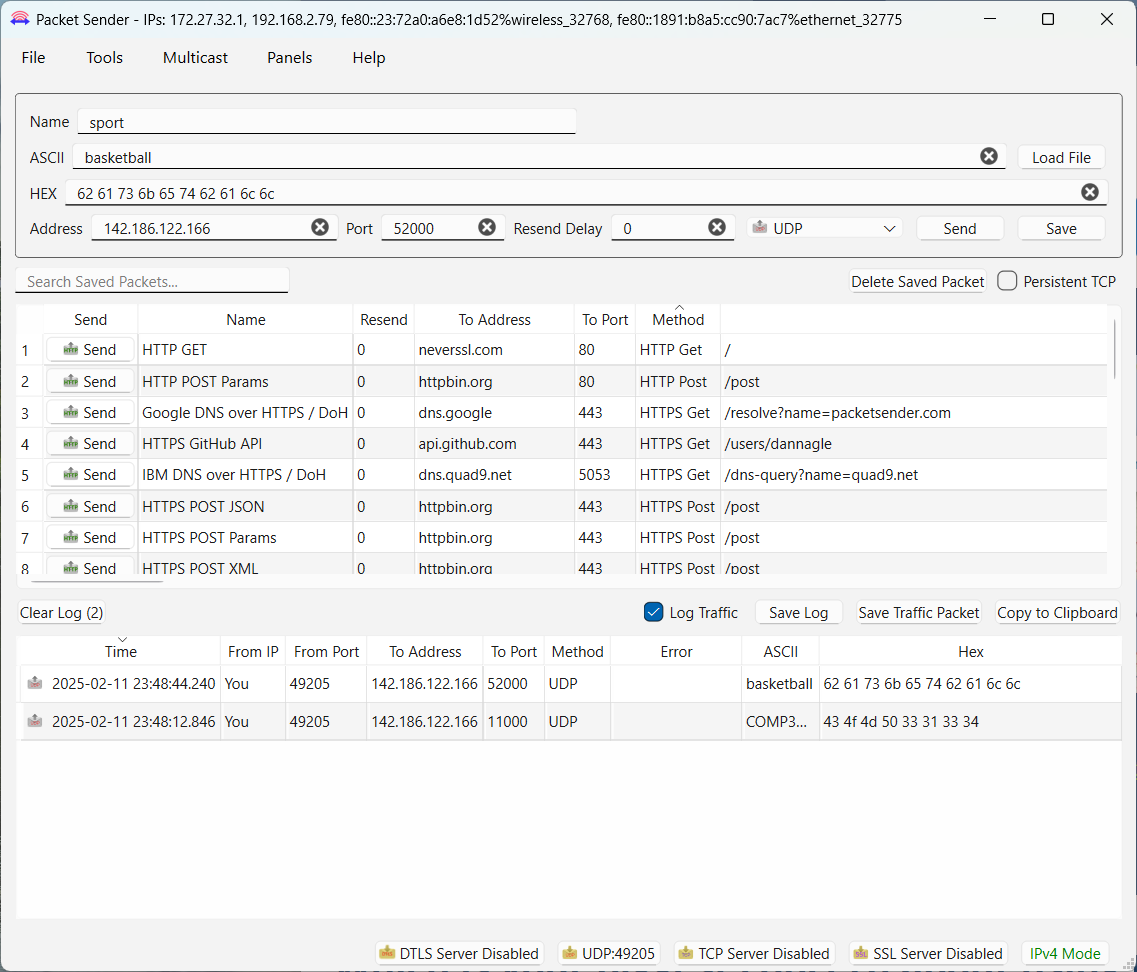 Packet Sender - IPs: 172.27.32.1, 192.168.2.79, fe80::23:72a0:a6e8:1d52%wireless_32768, fe80::1891:b8a5:cc90:7ac7%ethernet_32775
File Tools Multicast Panels Help
Name sport
ASCII basketball Load File
HEX 62 61 73 6b 65 74 62 61 6c 6c
Address 142.186.122.166 Port 52000 Resend Delay 0 UDP Send Save
Search Saved Packets... Delete Saved Packet Persistent TCP
Send Name Resend To Address To Port Method
1 Send HTTP GET 0 neverssl.com 80 HTTP Get /
2 Send HTTP POST Params 0 httpbin.org 80 HTTP Post /post
3 Send Google DNS over HTTPS / DoH 0 dns.google 443 HTTPS Get /resolve?name=packetsender.com
4 Send HTTPS GitHub API 0 api.github.com 443 HTTPS Get /users/dannagle
5 Send IBM DNS over HTTPS / DoH 0 dns.quad9.net 5053 HTTPS Get /dns-query?name=quad9.net
6 Send HTTPS POST JSON 0 httpbin.org 443 HTTPS Post /post
7 Send HTTPS POST Params 0 httpbin.org 443 HTTPS Post /post
8 Send HTTPS POST XML 0 httpbin.org 443 HTTPS Post /post
Clear Log (2) Log Traffic Save Log Save Traffic Packet Copy to Clipboard
Time From IP From Port To Address To Port Method Error ASCII Hex
2025-02-11 23:48:44.240 You 49205 142.186.122.166 52000 UDP basketball 62 61 73 6b 65 74 62 61 6c 6c
2025-02-11 23:48:12.846 You 49205 142.186.122.166 11000 UDP COMP3... 43 4f 4d 50 33 31 33 34
DTLS Server Disabled UDP:49205 TCP Server Disabled SSL Server Disabled IPv4 Mode